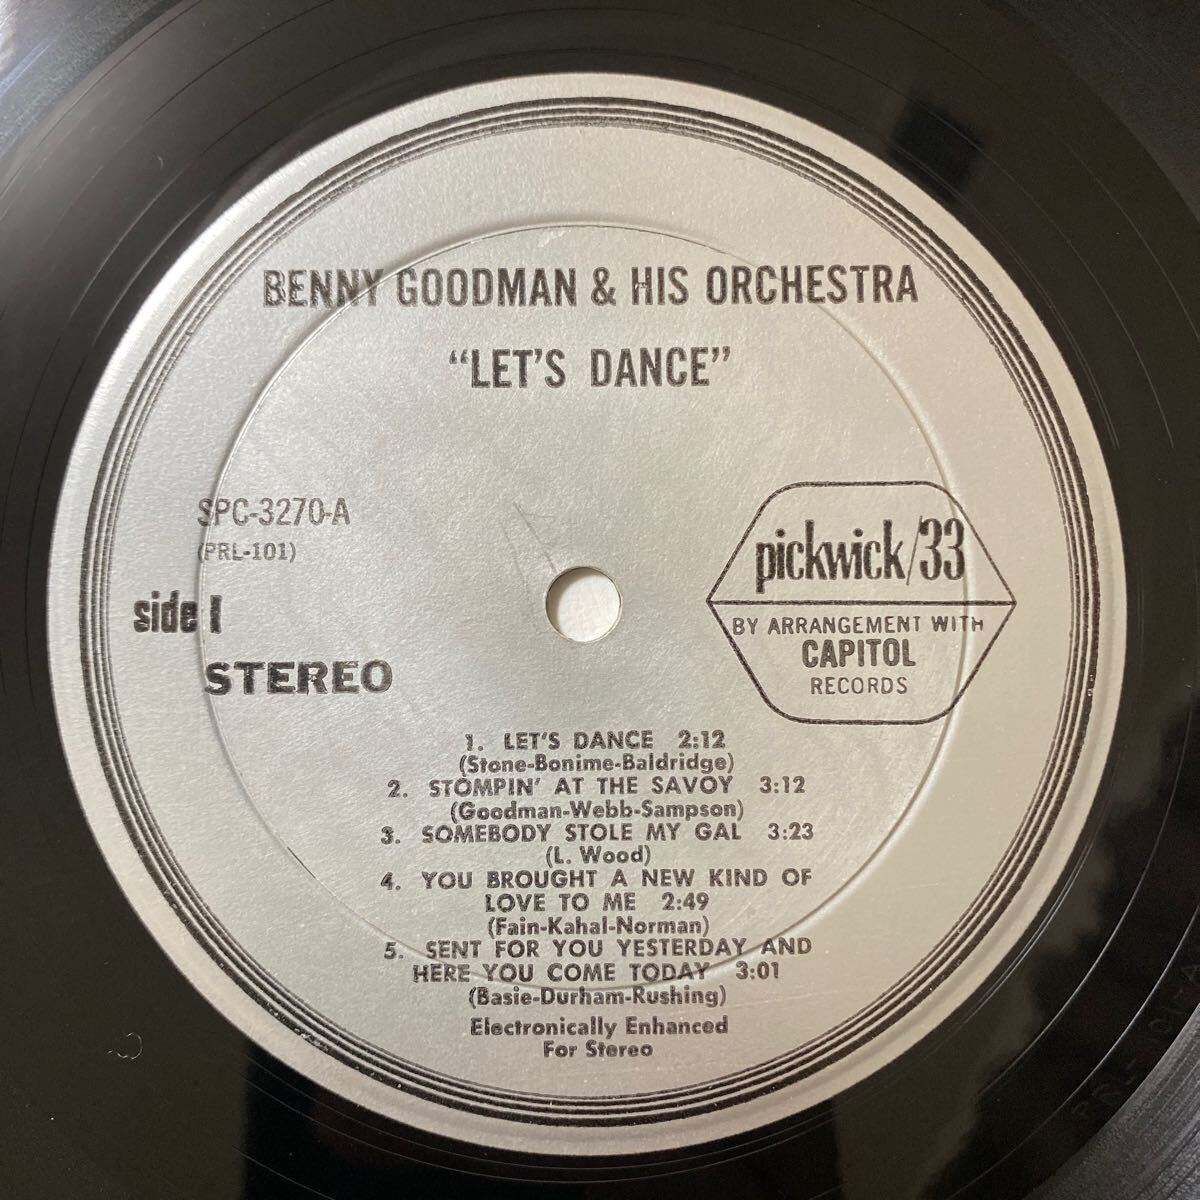 BENNY GOODMAN & HIS ORCHESTRA
"LET'S DANCE"
SPC-3270-A
(PRL-101)
side I
STEREO
pickwick/33
BY ARRANGEMENT WITH
CAPITOL
RECORDS
1. LET'S DANCE 2:12
(Stone-Bonime-Baldridge)
2. STOMPIN' AT THE SAVOY 3:12
(Goodman-Webb-Sampson)
3. SOMEBODY STOLE MY GAL 3:23
(L. Wood)
4. YOU BROUGHT A NEW KIND OF
LOVE TO ME 2:49
(Fain-Kahal-Norman)
5. SENT FOR YOU YESTERDAY AND
HERE YOU COME TODAY 3:01
(Basie-Durham-Rushing)
Electronically Enhanced
For Stereo